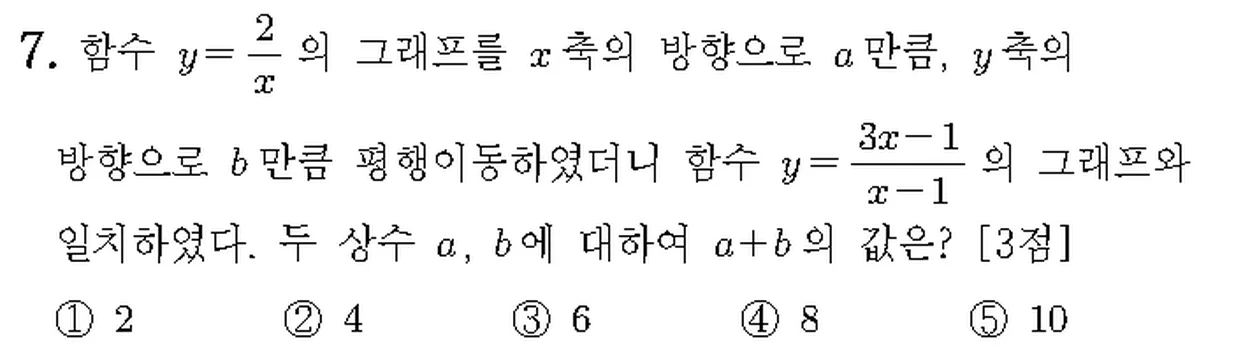 7. 함수 y=2/x 의 그래프를 x축의 방향으로 a만큼, y축의
방향으로 b만큼 평행이동하였더니 함수 y=(3x-1)/(x-1) 의 그래프와
일치하였다. 두 상수 a, b에 대하여 a+b의 값은? [3점]
① 2 ② 4 ③ 6 ④ 8 ⑤ 10